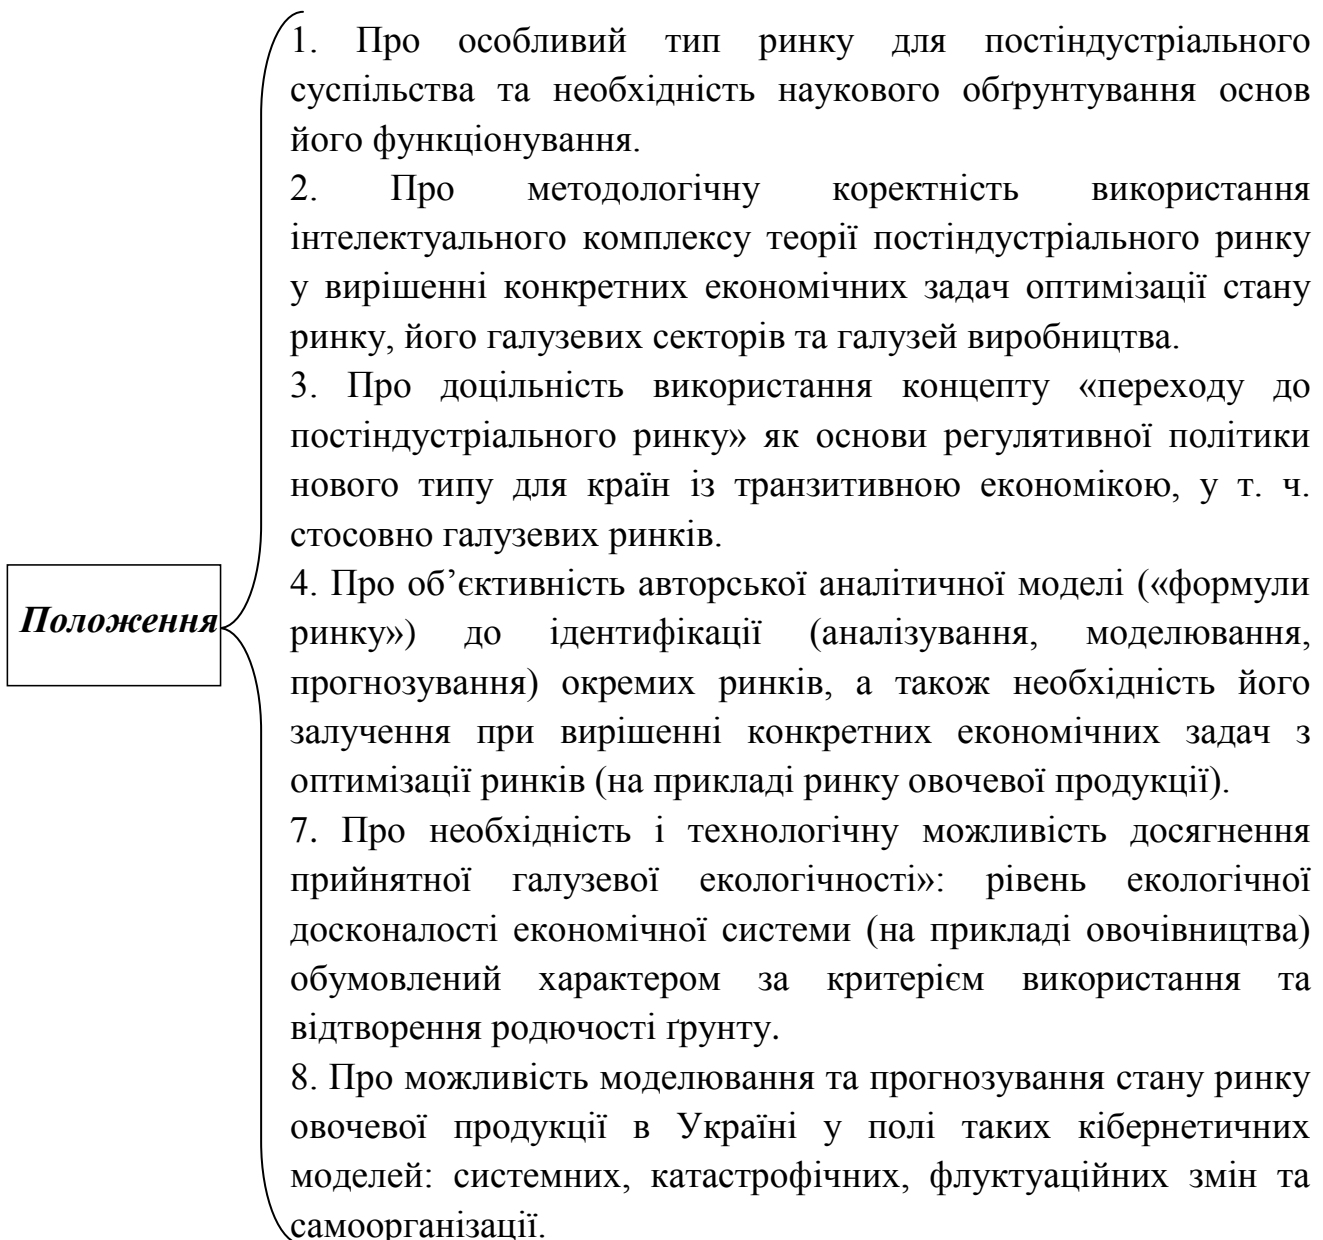 1. Про особливий тип ринку для постіндустріального
суспільства та необхідність наукового обґрунтування основ
його функціонування.
2. Про методологічну коректність використання
інтелектуального комплексу теорії постіндустріального ринку
у вирішенні конкретних економічних задач оптимізації стану
ринку, його галузевих секторів та галузей виробництва.
3. Про доцільність використання концепту «переходу до
постіндустріального ринку» як основи регулятивної політики
нового типу для країн із транзитивною економікою, у т. ч.
стосовно галузевих ринків.
4. Про об’єктивність авторської аналітичної моделі («формули
ринку») до ідентифікації (аналізування, моделювання,
прогнозування) окремих ринків, а також необхідність його
залучення при вирішенні конкретних економічних задач з
оптимізації ринків (на прикладі ринку овочевої продукції).
7. Про необхідність і технологічну можливість досягнення
прийнятної галузевої екологічності»: рівень екологічної
досконалості економічної системи (на прикладі овочівництва)
обумовлений характером за критерієм використання та
відтворення родючості ґрунту.
8. Про можливість моделювання та прогнозування стану ринку
овочевої продукції в Україні у полі таких кібернетичних
моделей: системних, катастрофічних, флуктуаційних змін та
самоорганізації.
Положення